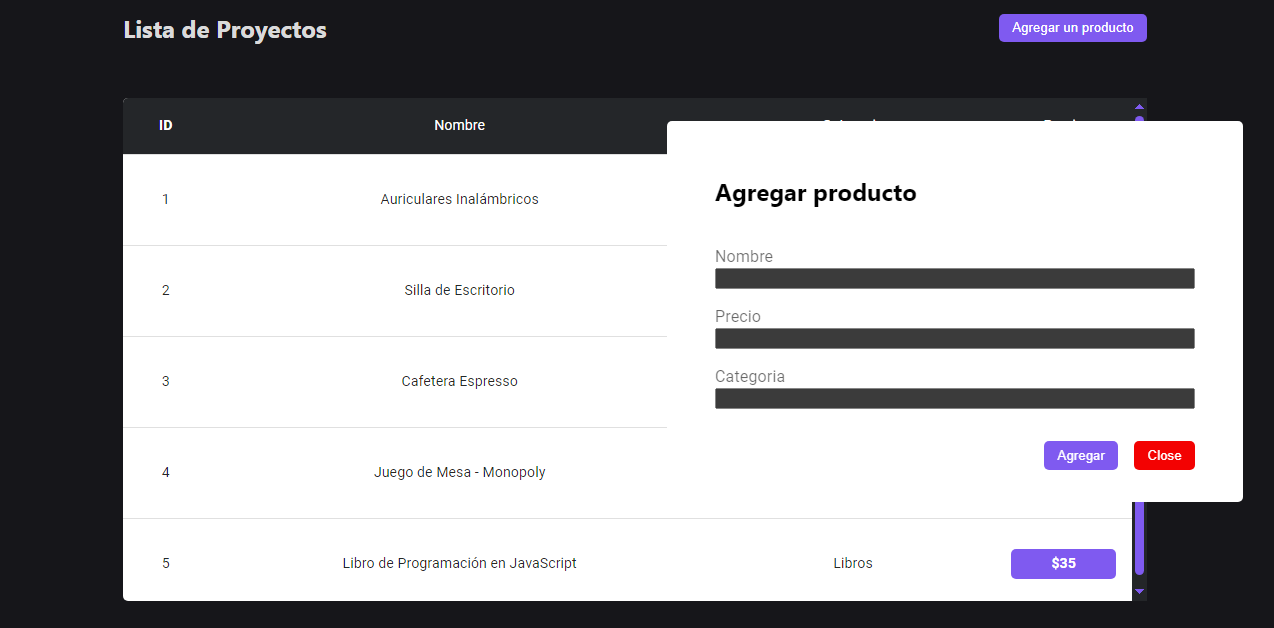 Lista de Proyectos
Agregar un producto
ID Nombre
1 Auriculares Inalámbricos
2 Silla de Escritorio
3 Cafetera Espresso
4 Juego de Mesa - Monopoly
5 Libro de Programación en JavaScript Libros $35
Agregar producto
Nombre
Precio
Categoria
Agregar Close